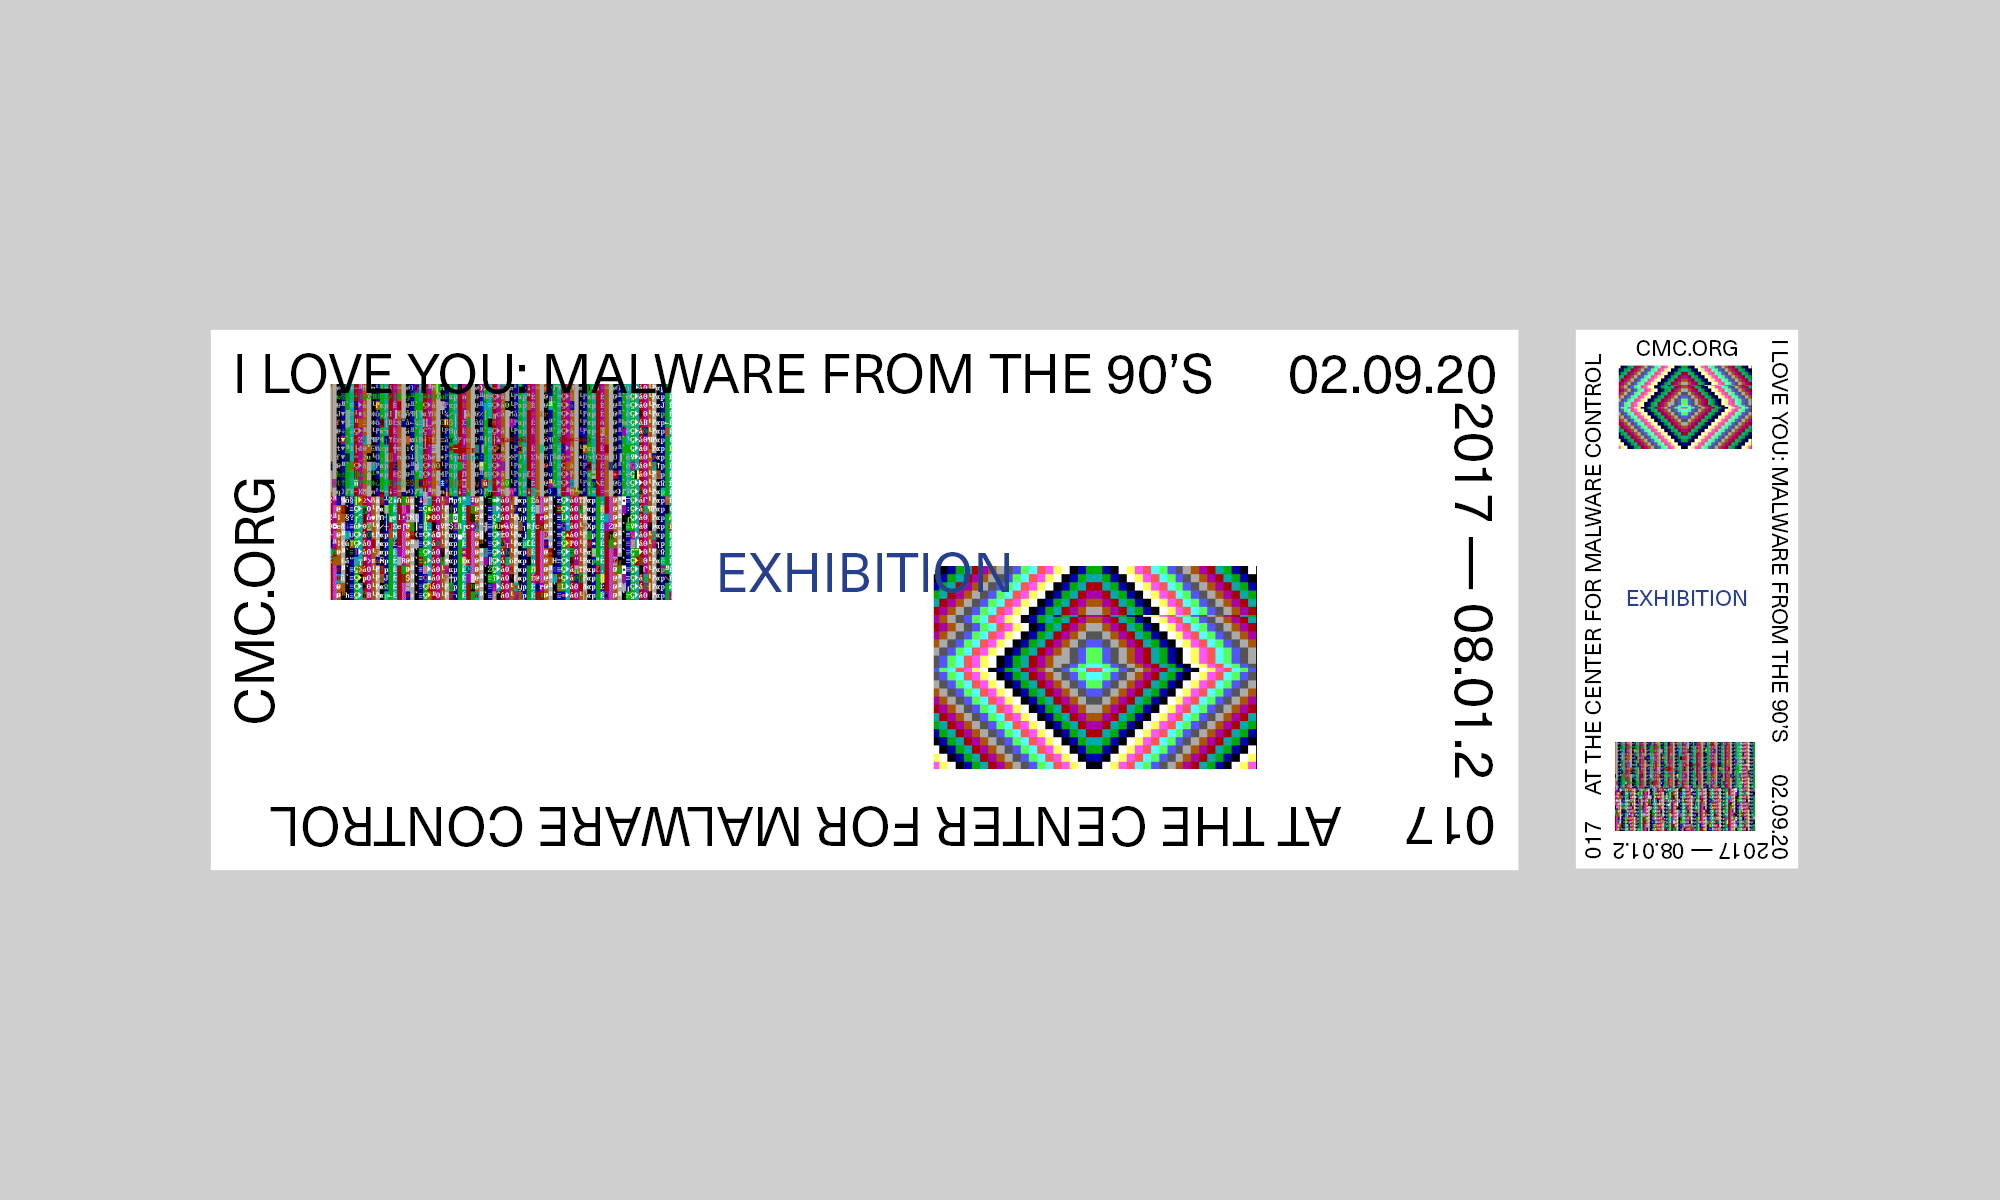 I LOVE YOU: MALWARE FROM THE 90'S 02.09.20
2017 — 08.01.2
017 AT THE CENTER FOR MALWARE CONTROL
CMC.ORG
EXHIBITION
CMC.ORG
I LOVE YOU: MALWARE FROM THE 90'S 02.09.20
2017 — 08.01.2
017 AT THE CENTER FOR MALWARE CONTROL
EXHIBITION